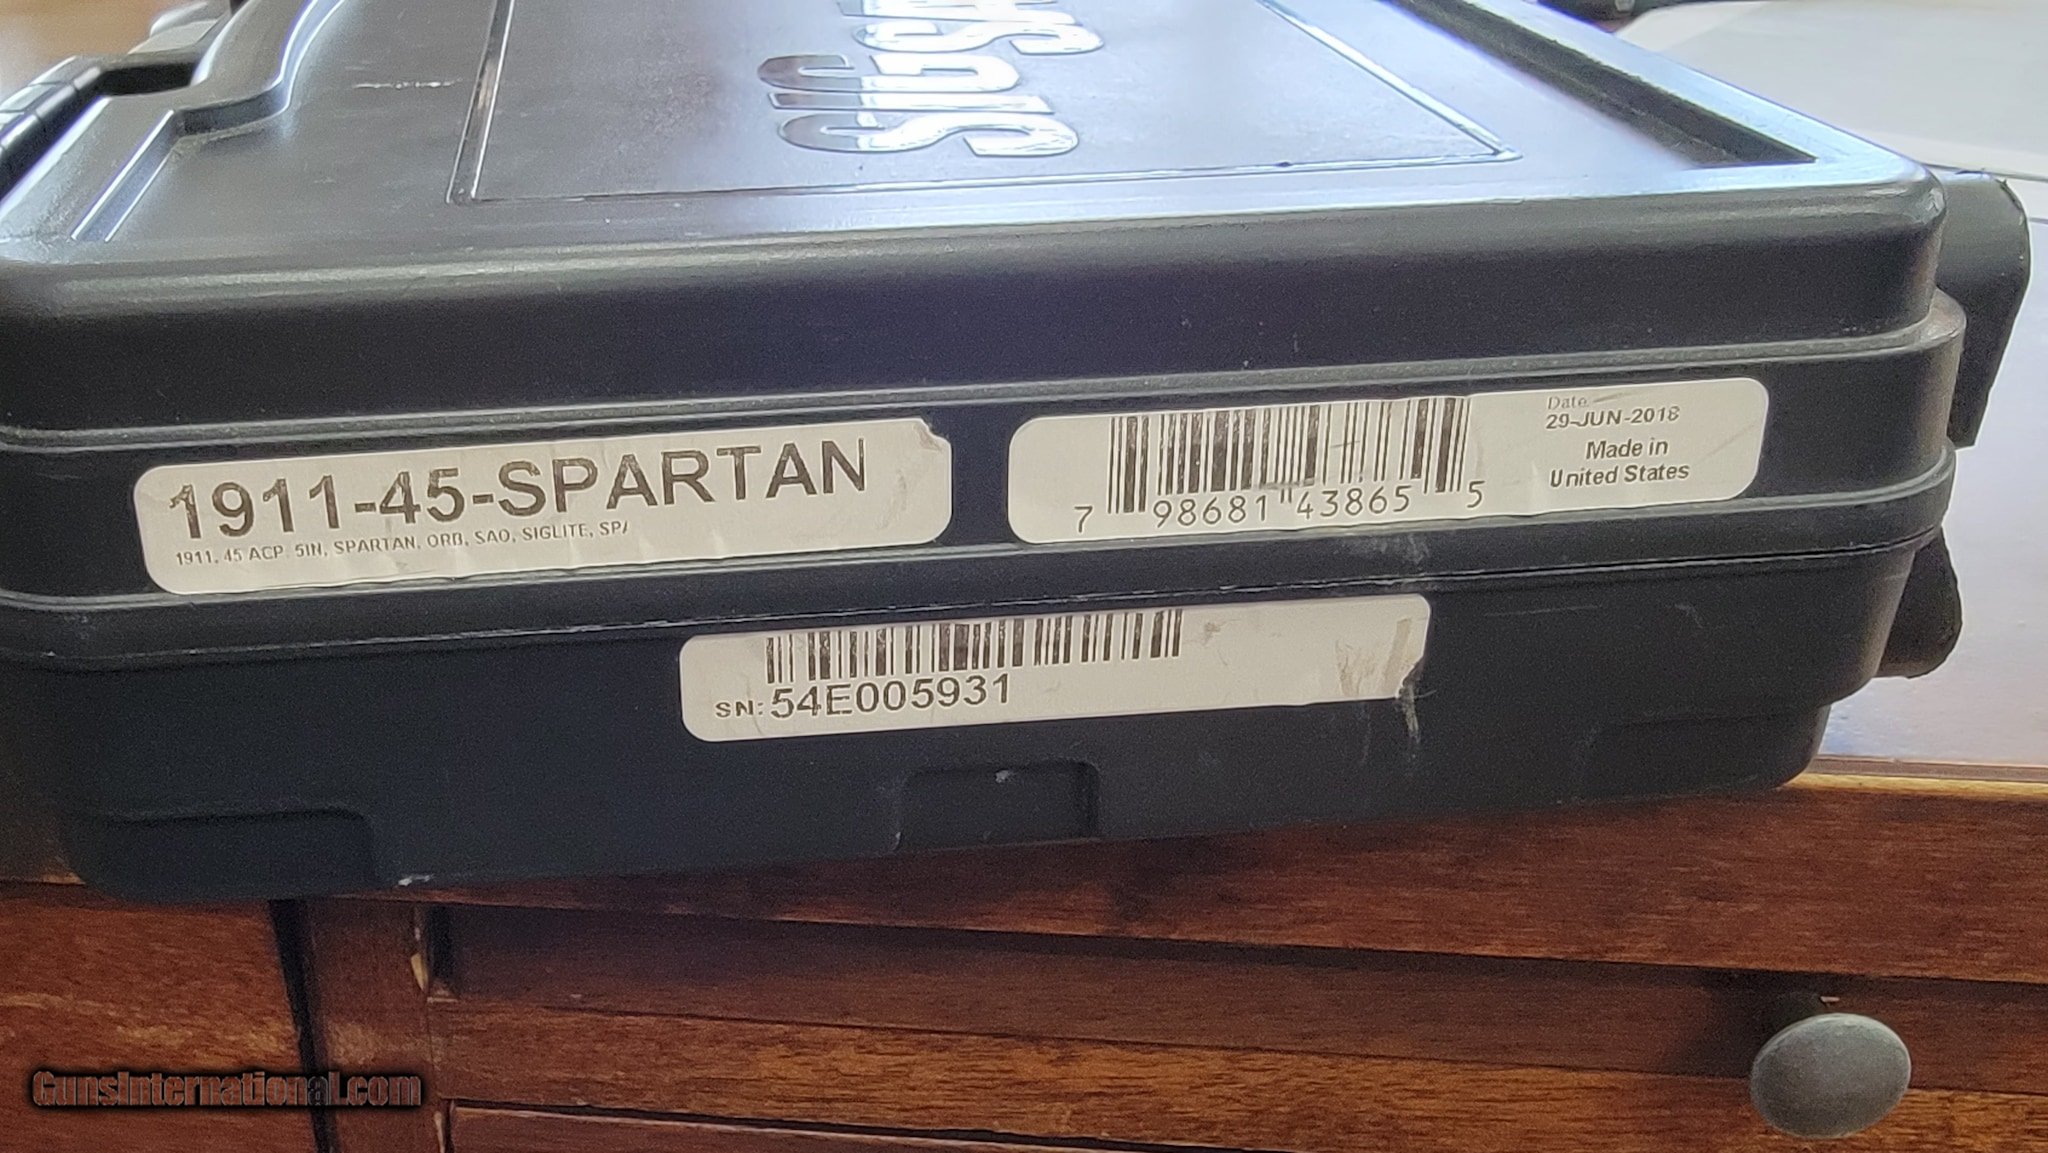 SIG SA
1911-45-SPARTAN
1911, 45 ACP, 5IN, SPARTAN, ORB, SAO, SIGLITE, SP
7 98681 43865 5
Date
29-JUN-2018
Made in
United States
SN: 54E005931
GunsInternational.com